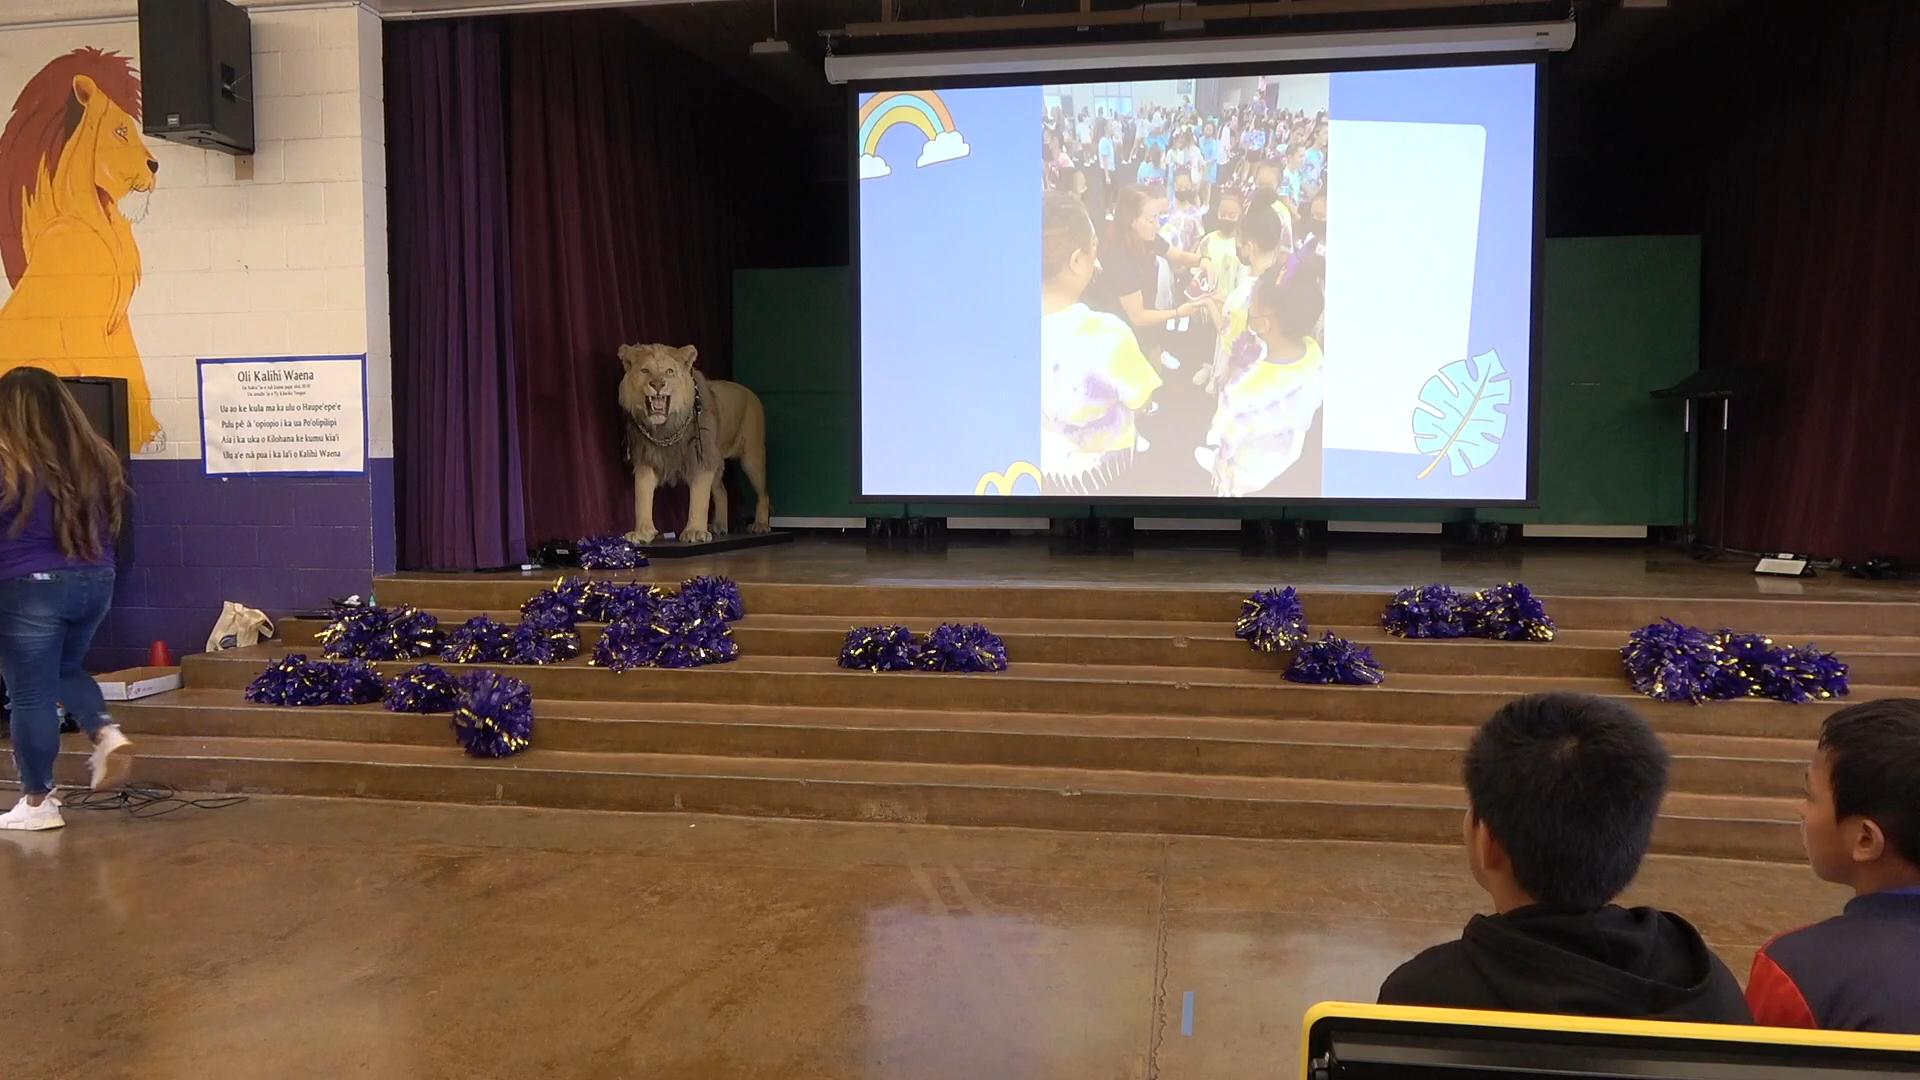 Oli Kalihi Waena
Ua ao ke kula ma ka ulu o Haupe'epe'e
Pulu pē i ka ua Po'olipilipi
Aia i ka uka o Kilohana ke kumu kia'i
Ulu a'e nā pua i ka la'i o Kalihi Waena